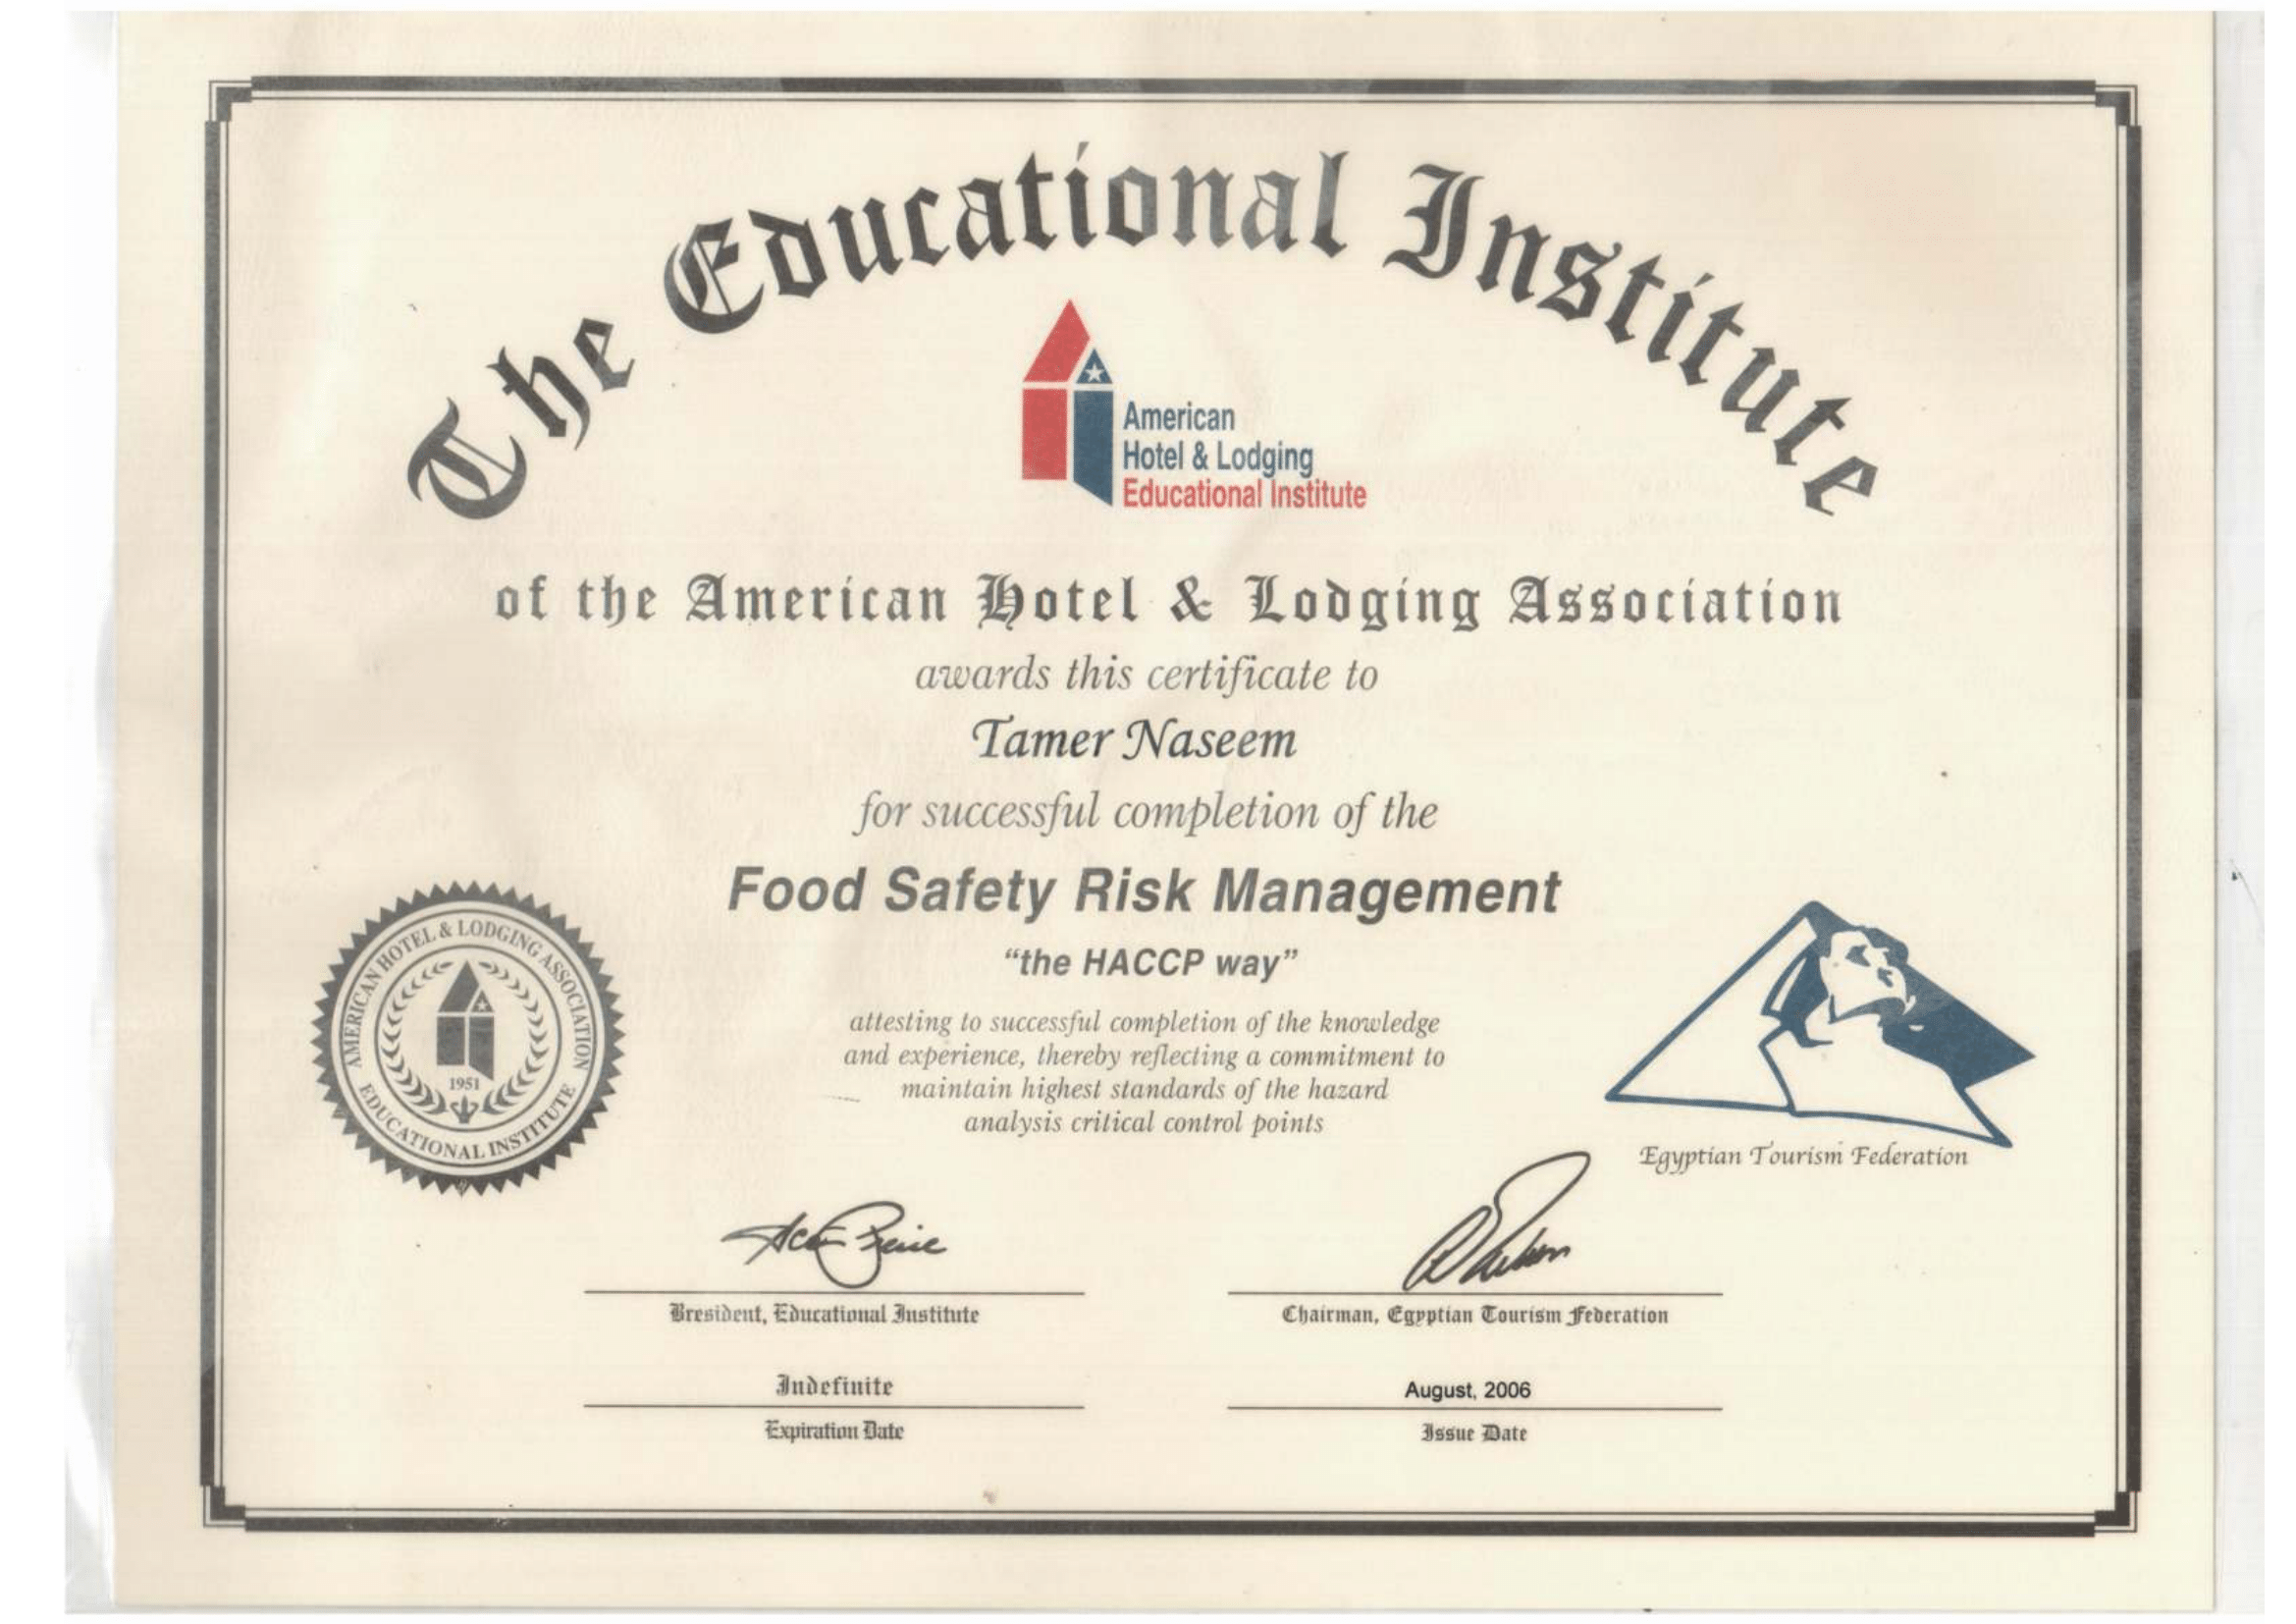 The Educational Institute
American
Hotel & Lodging
Educational Institute
of the American Hotel & Lodging Association
awards this certificate to
Tamer Naseem
for successful completion of the
Food Safety Risk Management
“the HACCP way”
attesting to successful completion of the knowledge
and experience, thereby reflecting a commitment to
maintain highest standards of the hazard
analysis critical control points
AMERICAN HOTEL & LODGING ASSOCIATION
1951
EDUCATIONAL INSTITUTE
Egyptian Tourism Federation
President, Educational Institute
Chairman, Egyptian Tourism Federation
Indefinite
August, 2006
Expiration Date
Issue Date